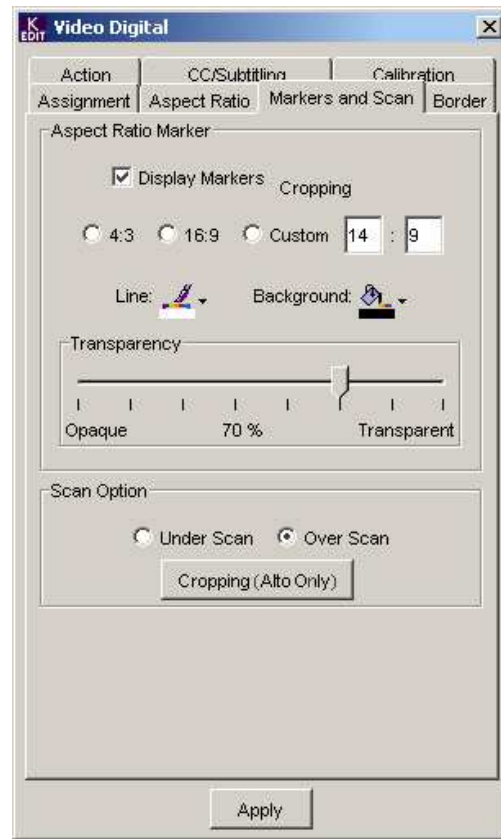 K EDIT Video Digital
Action CC/Subtitling Calibration
Assignment Aspect Ratio Markers and Scan Border
Aspect Ratio Marker
Display Markers Cropping
4:3 16:9 Custom 14 : 9
Line: Background:
Transparency
Opaque 70 % Transparent
Scan Option
Under Scan Over Scan
Cropping (Alto Only)
Apply